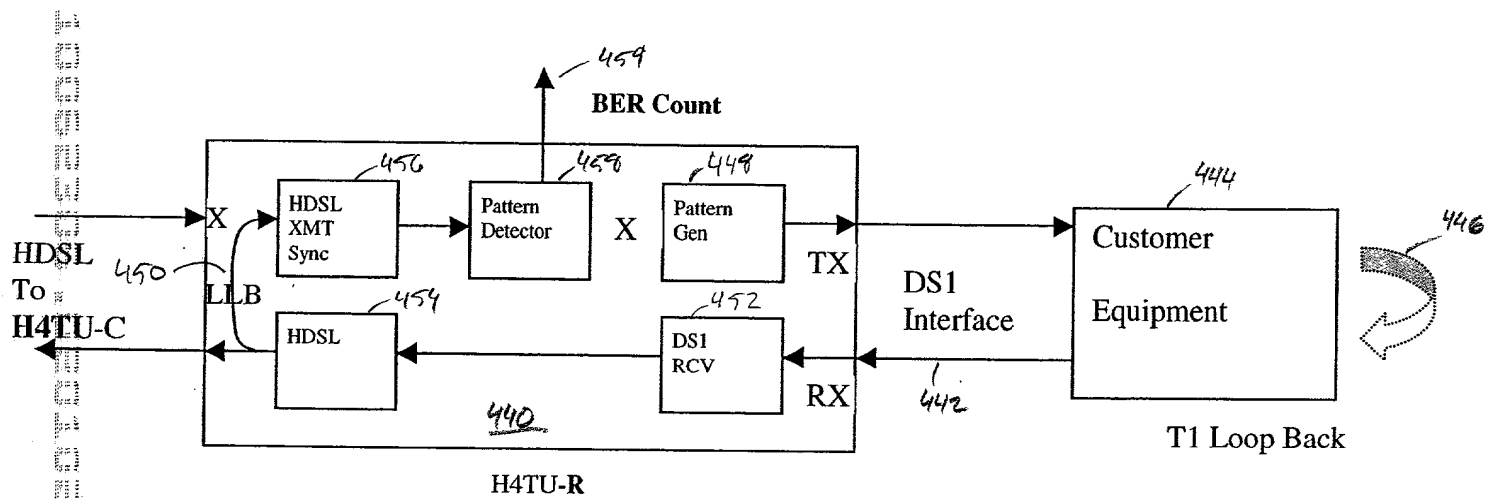 459
BER Count
456
458
448
444
HDSL
XMT
Sync
Pattern
Detector
Pattern
Gen
X
X
TX
446
Customer
Equipment
HDSL
To
H4TU-C
450
LLB
454
452
DS1
Interface
HDSL
DS1
RCV
RX
442
440
T1 Loop Back
H4TU-R